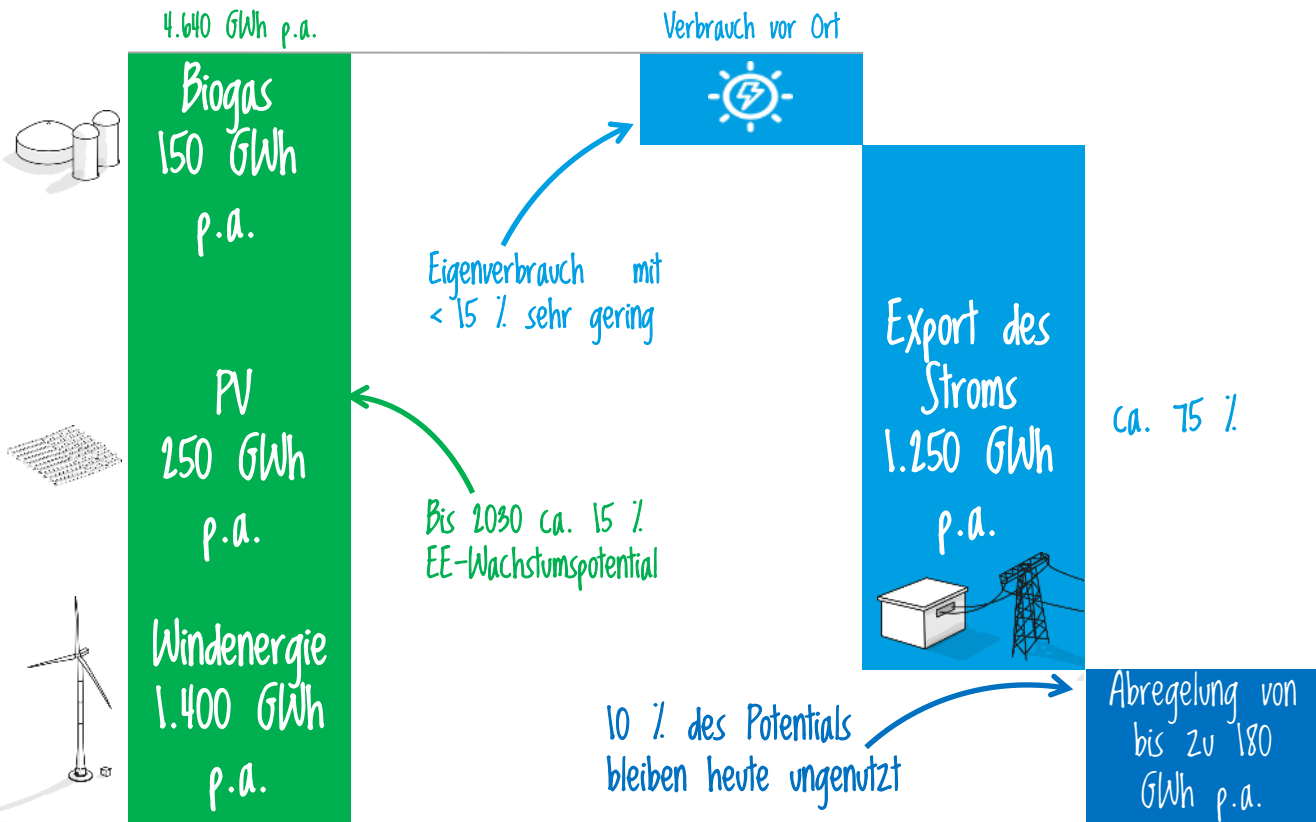 4.640 GWh p.a.
Verbrauch vor Ort
Biogas
150 GWh
p.a.
Eigenverbrauch mit
< 15 % sehr gering
Export des
Stroms
1.250 GWh
p.a.
ca. 75 %
PV
250 GWh
p.a.
Bis 2030 ca. 15 %
EE-Wachstumspotential
Windenergie
1.400 GWh
p.a.
10 % des Potentials
bleiben heute ungenutzt
Abregelung von
bis zu 180
GWh p.a.